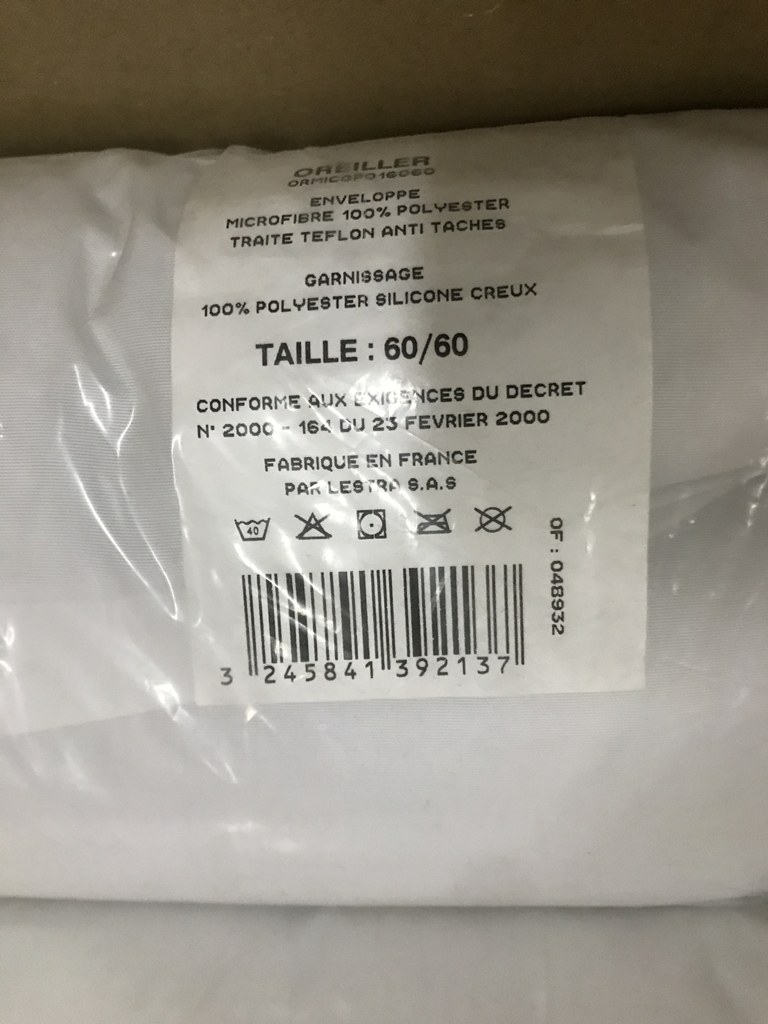 OREILLER
ORMICOPO16060
ENVELOPPE
MICROFIBRE 100% POLYESTER
TRAITE TEFLON ANTI TACHES
GARNISSAGE
100% POLYESTER SILICONE CREUX
TAILLE : 60/60
CONFORME AUX EXIGENCES DU DECRET
N° 2000 - 164 DU 23 FEVRIER 2000
FABRIQUE EN FRANCE
PAR LESTRA S.A.S
40
OF : 048932
3 245841 392137